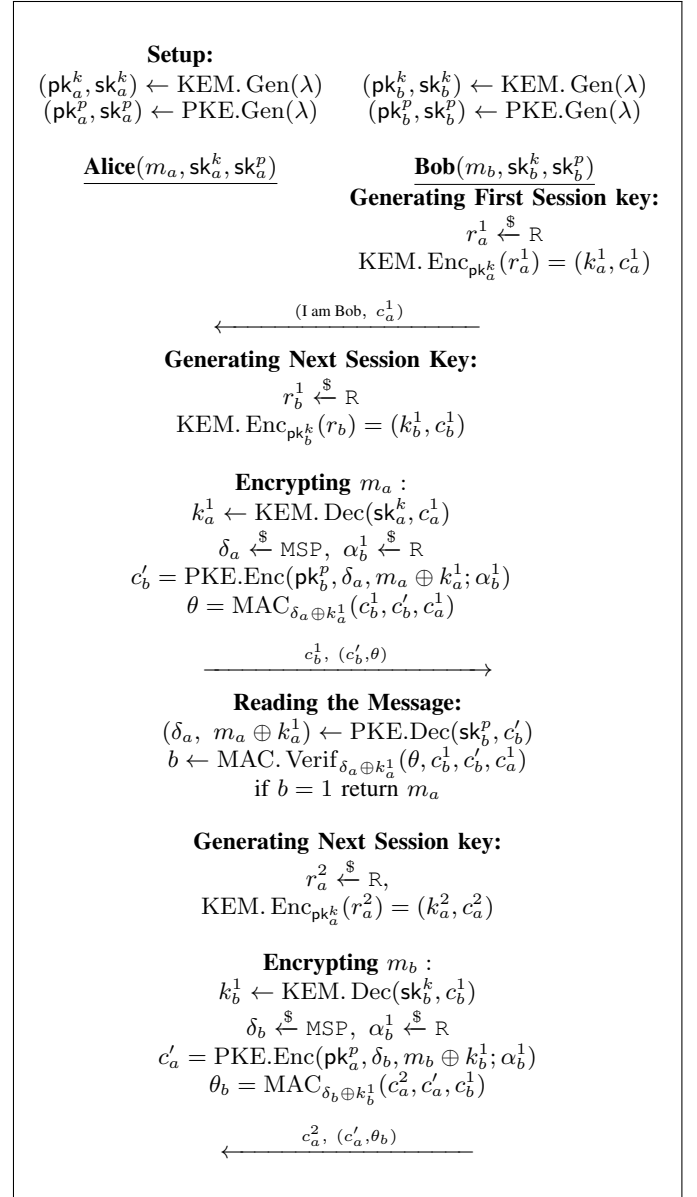 Setup:
(pk_a^k, sk_a^k) ← KEM. Gen(λ) (pk_b^k, sk_b^k) ← KEM. Gen(λ)
(pk_a^p, sk_a^p) ← PKE.Gen(λ) (pk_b^p, sk_b^p) ← PKE.Gen(λ)
Alice(m_a, sk_a^k, sk_a^p) Bob(m_b, sk_b^k, sk_b^p)
Generating First Session key:
r_a^1 ←$ R
KEM. Enc_{pk_a^k}(r_a^1) = (k_a^1, c_a^1)
(I am Bob, c_a^1)
Generating Next Session Key:
r_b^1 ←$ R
KEM. Enc_{pk_b^k}(r_b) = (k_b^1, c_b^1)
Encrypting m_a :
k_a^1 ← KEM. Dec(sk_a^k, c_a^1)
δ_a ←$ MSP, α_b^1 ←$ R
c'_b = PKE.Enc(pk_b^p, δ_a, m_a ⊕ k_a^1; α_b^1)
θ = MAC_{δ_a⊕k_a^1}(c_b^1, c'_b, c_a^1)
c_b^1, (c'_b,θ)
Reading the Message:
(δ_a, m_a ⊕ k_a^1) ← PKE.Dec(sk_b^p, c'_b)
b ← MAC. Verif_{δ_a⊕k_a^1}(θ, c_b^1, c'_b, c_a^1)
if b = 1 return m_a
Generating Next Session key:
r_a^2 ←$ R,
KEM. Enc_{pk_a^k}(r_a^2) = (k_a^2, c_a^2)
Encrypting m_b :
k_b^1 ← KEM. Dec(sk_b^k, c_b^1)
δ_b ←$ MSP, α_b^1 ←$ R
c'_a = PKE.Enc(pk_a^p, δ_b, m_b ⊕ k_b^1; α_b^1)
θ_b = MAC_{δ_b⊕k_b^1}(c_a^2, c'_a, c_b^1)
c_a^2, (c'_a,θ_b)